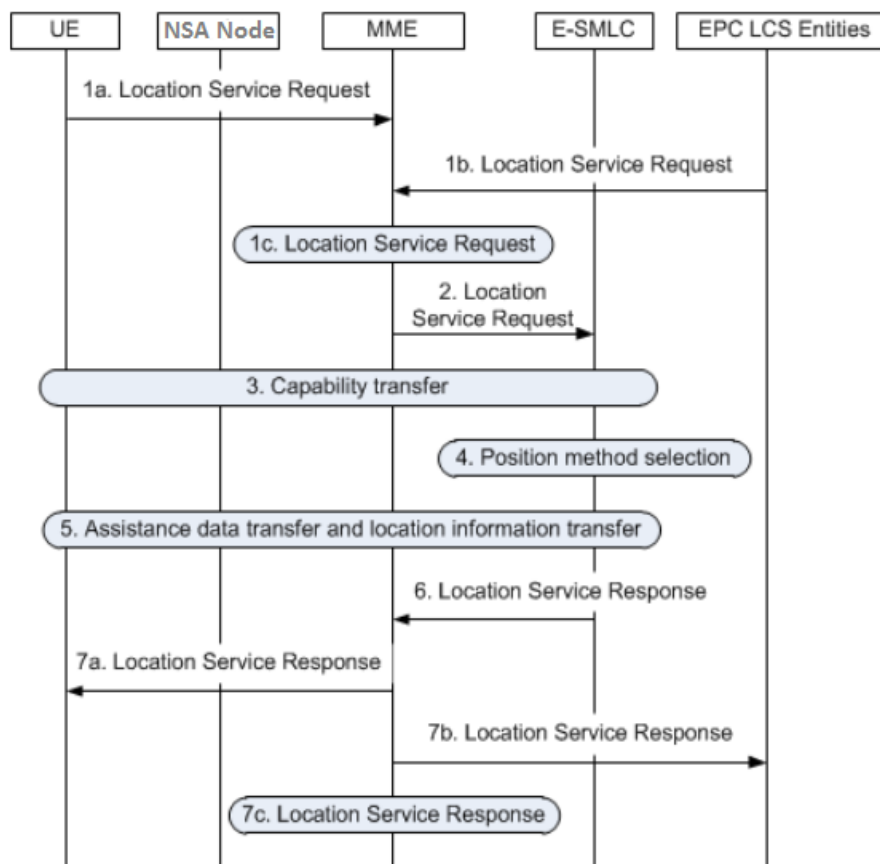 UE
NSA Node
MME
E-SMLC
EPC LCS Entities
1a. Location Service Request
1b. Location Service Request
1c. Location Service Request
2. Location
Service Request
3. Capability transfer
4. Position method selection
5. Assistance data transfer and location information transfer
6. Location Service Response
7a. Location Service Response
7b. Location Service Response
7c. Location Service Response